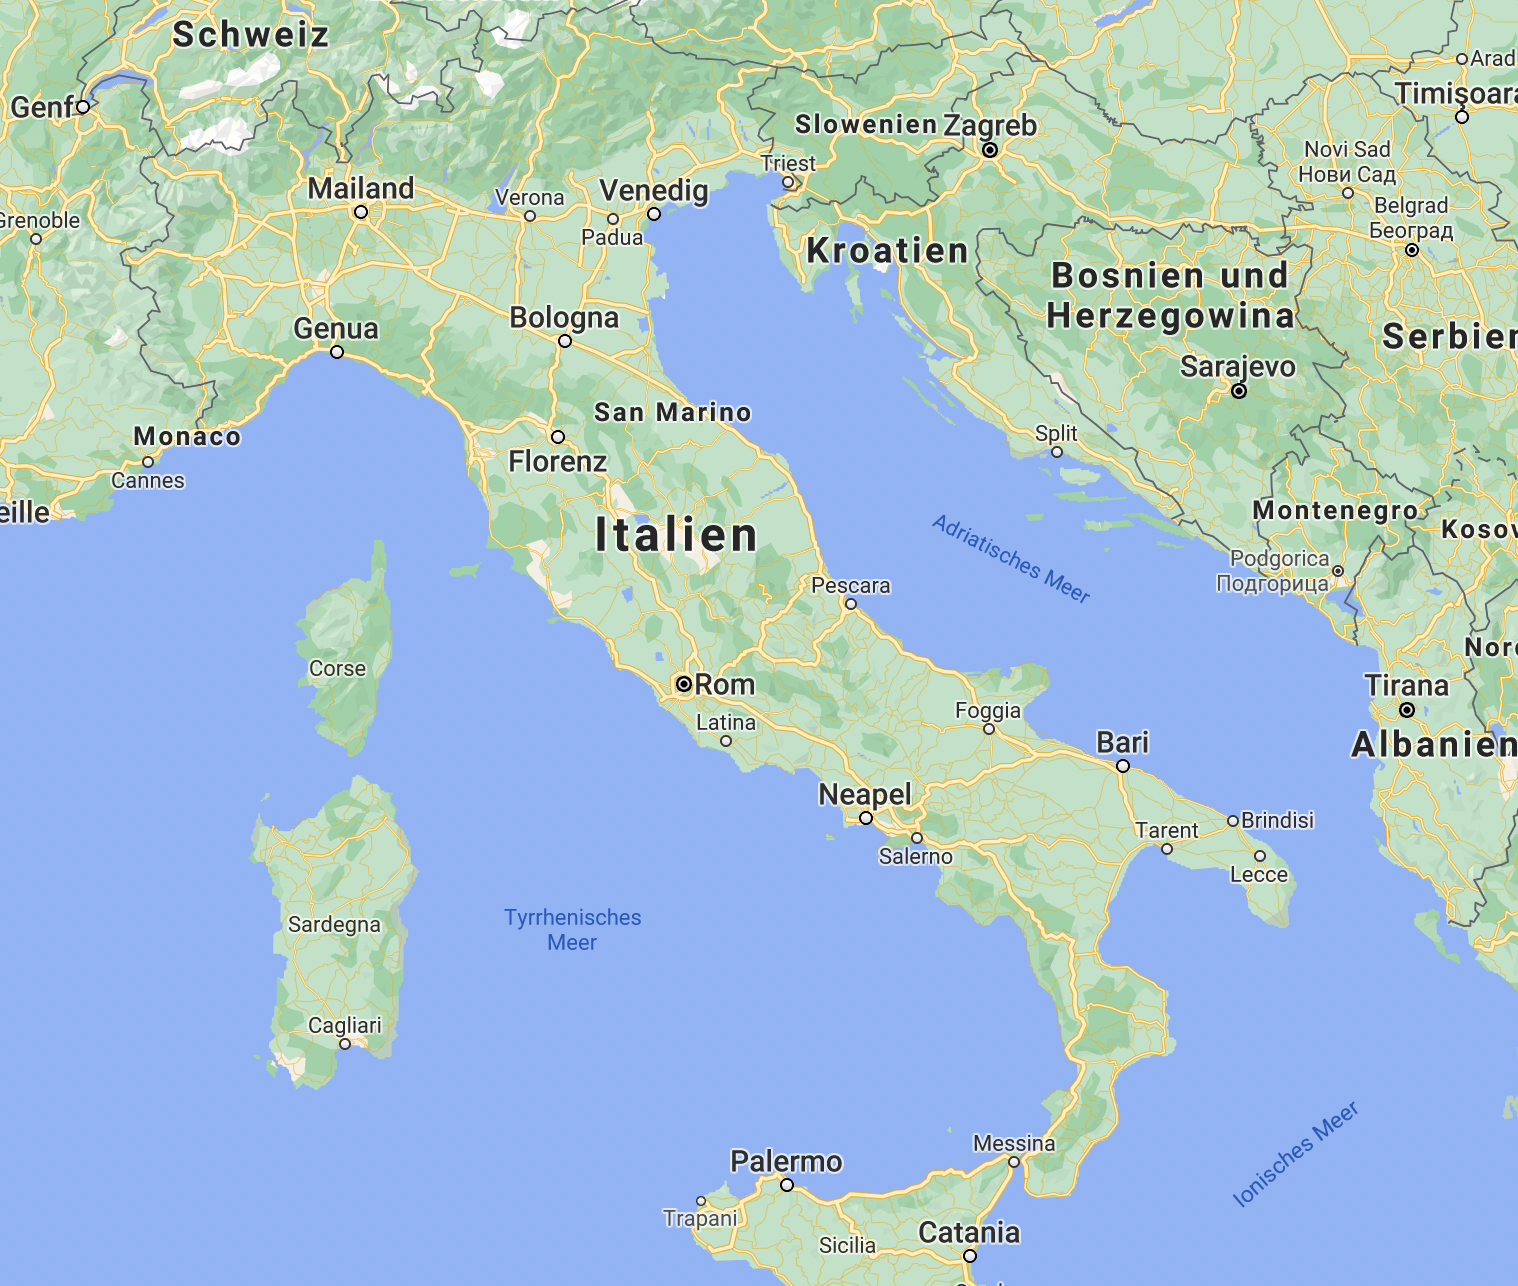 Schweiz
Arad
Timișoara
Genf
Slowenien
Zagreb
Novi Sad
Нови Сад
Triest
Mailand
Verona
Venedig
Belgrad
Београд
Grenoble
Padua
Kroatien
Bosnien und
Herzegowina
Bologna
Genua
Serbien
Sarajevo
San Marino
Monaco
Split
Florenz
Cannes
eille
Montenegro
Italien
Adriatisches Meer
Kosov
Podgorica
Подгорица
Pescara
Corse
Nord
Rom
Tirana
Foggia
Latina
Bari
Albanien
Neapel
Brindisi
Tarent
Salerno
Lecce
Sardegna
Tyrrhenisches
Meer
Cagliari
Messina
Ionisches Meer
Palermo
Trapani
Catania
Sicilia